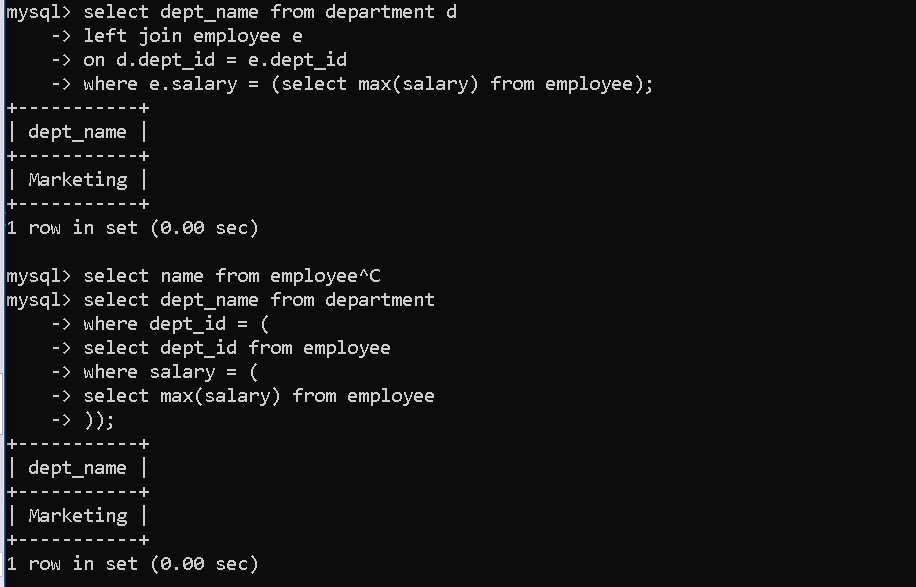 mysql> select dept_name from department d
    -> left join employee e
    -> on d.dept_id = e.dept_id
    -> where e.salary = (select max(salary) from employee);
+-----------+
| dept_name |
+-----------+
| Marketing |
+-----------+
1 row in set (0.00 sec)

mysql> select name from employee^C
mysql> select dept_name from department
    -> where dept_id = (
    -> select dept_id from employee
    -> where salary = (
    -> select max(salary) from employee
    -> ));
+-----------+
| dept_name |
+-----------+
| Marketing |
+-----------+
1 row in set (0.00 sec)